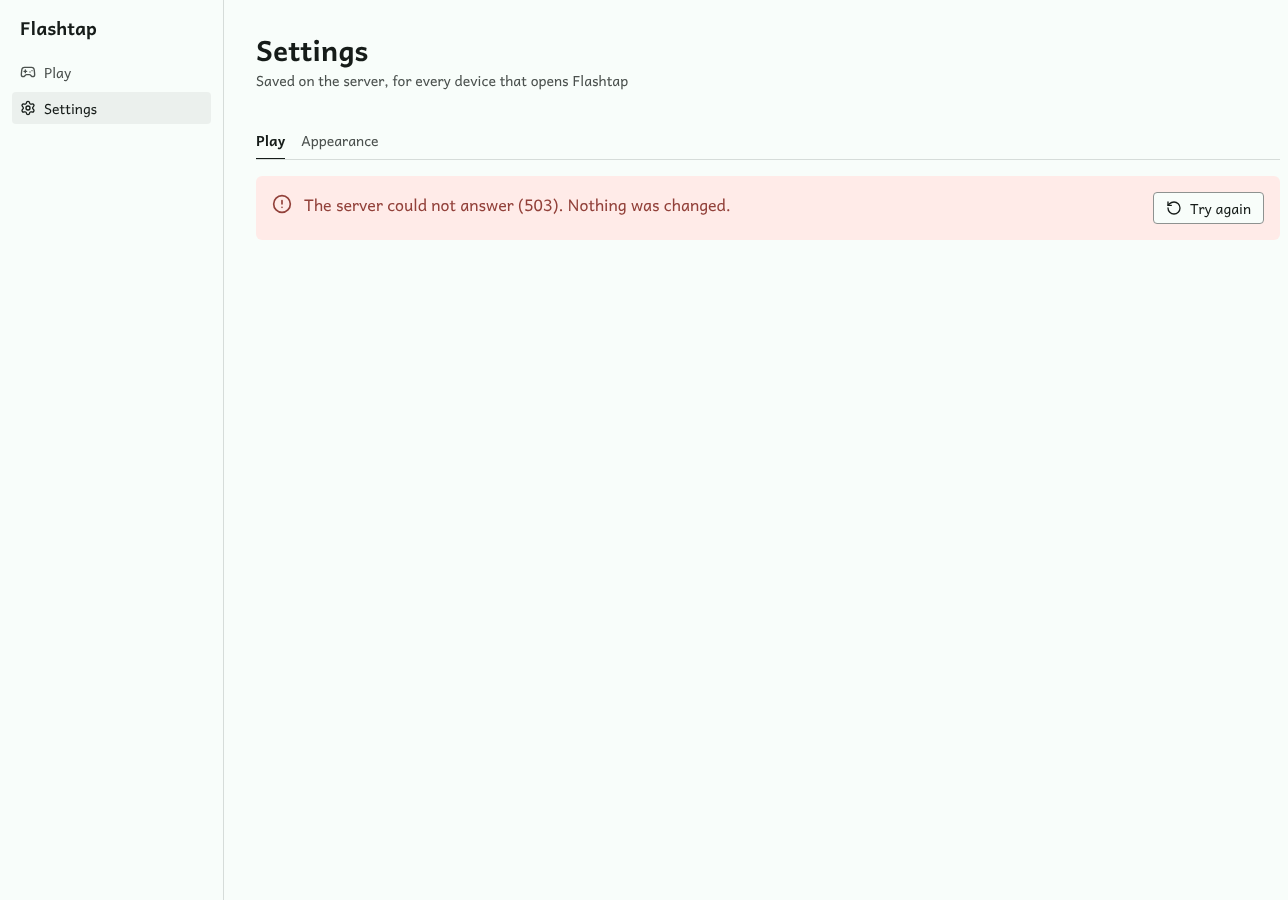 Flashtap
Play
Settings
Settings
Saved on the server, for every device that opens Flashtap
Play
Appearance
The server could not answer (503). Nothing was changed.
Try again